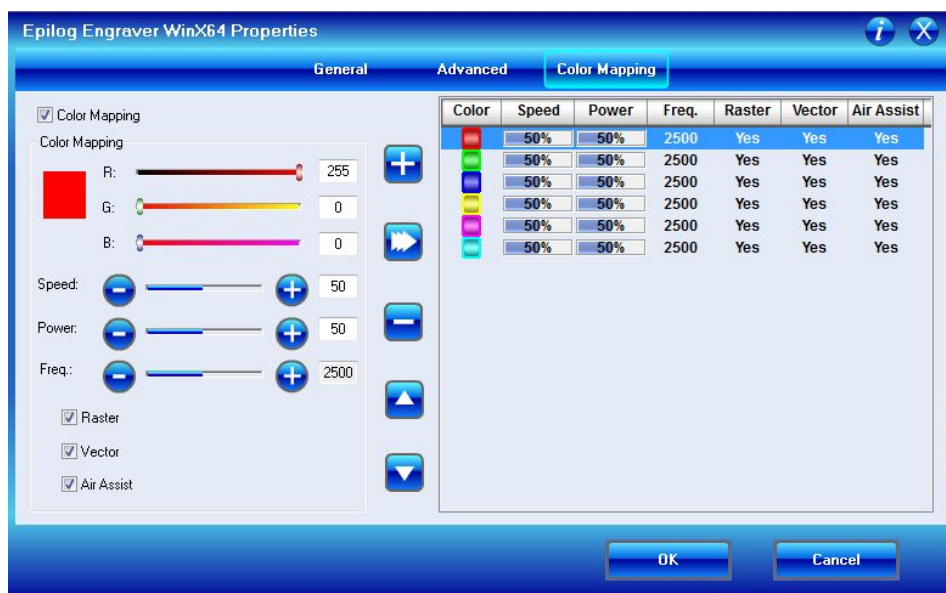 Epilog Engraver WinX64 Properties
i X
General Advanced Color Mapping
Color Mapping
Color Mapping
R: 255
G: 0
B: 0
Speed: 50
Power: 50
Freq.: 2500
Raster
Vector
Air Assist
Color Speed Power Freq. Raster Vector Air Assist
50% 50% 2500 Yes Yes Yes
50% 50% 2500 Yes Yes Yes
50% 50% 2500 Yes Yes Yes
50% 50% 2500 Yes Yes Yes
50% 50% 2500 Yes Yes Yes
50% 50% 2500 Yes Yes Yes
OK Cancel